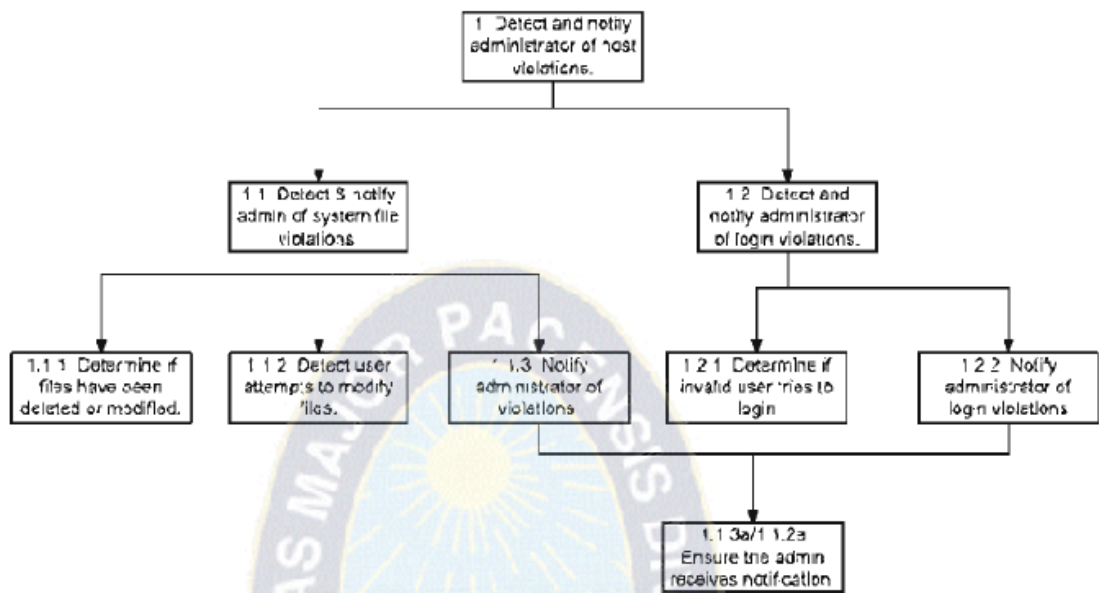 1 Detect and notify
administrator of host
violations.
1.1 Detect & notify
admin of system file
violations
1.2 Detect and
notify administrator
of login violations.
1.1.1 Determine if
files have been
deleted or modified.
1.1.2 Detect user
attempts to modify
files.
1.1.3 Notify
administrator of
violations
1.2.1 Determine if
invalid user tries to
login
1.2.2 Notify
administrator of
login violations
1.1.3a/1.1.2a
Ensure the admin
receives notification
AS MAJOR PACENSIS DI